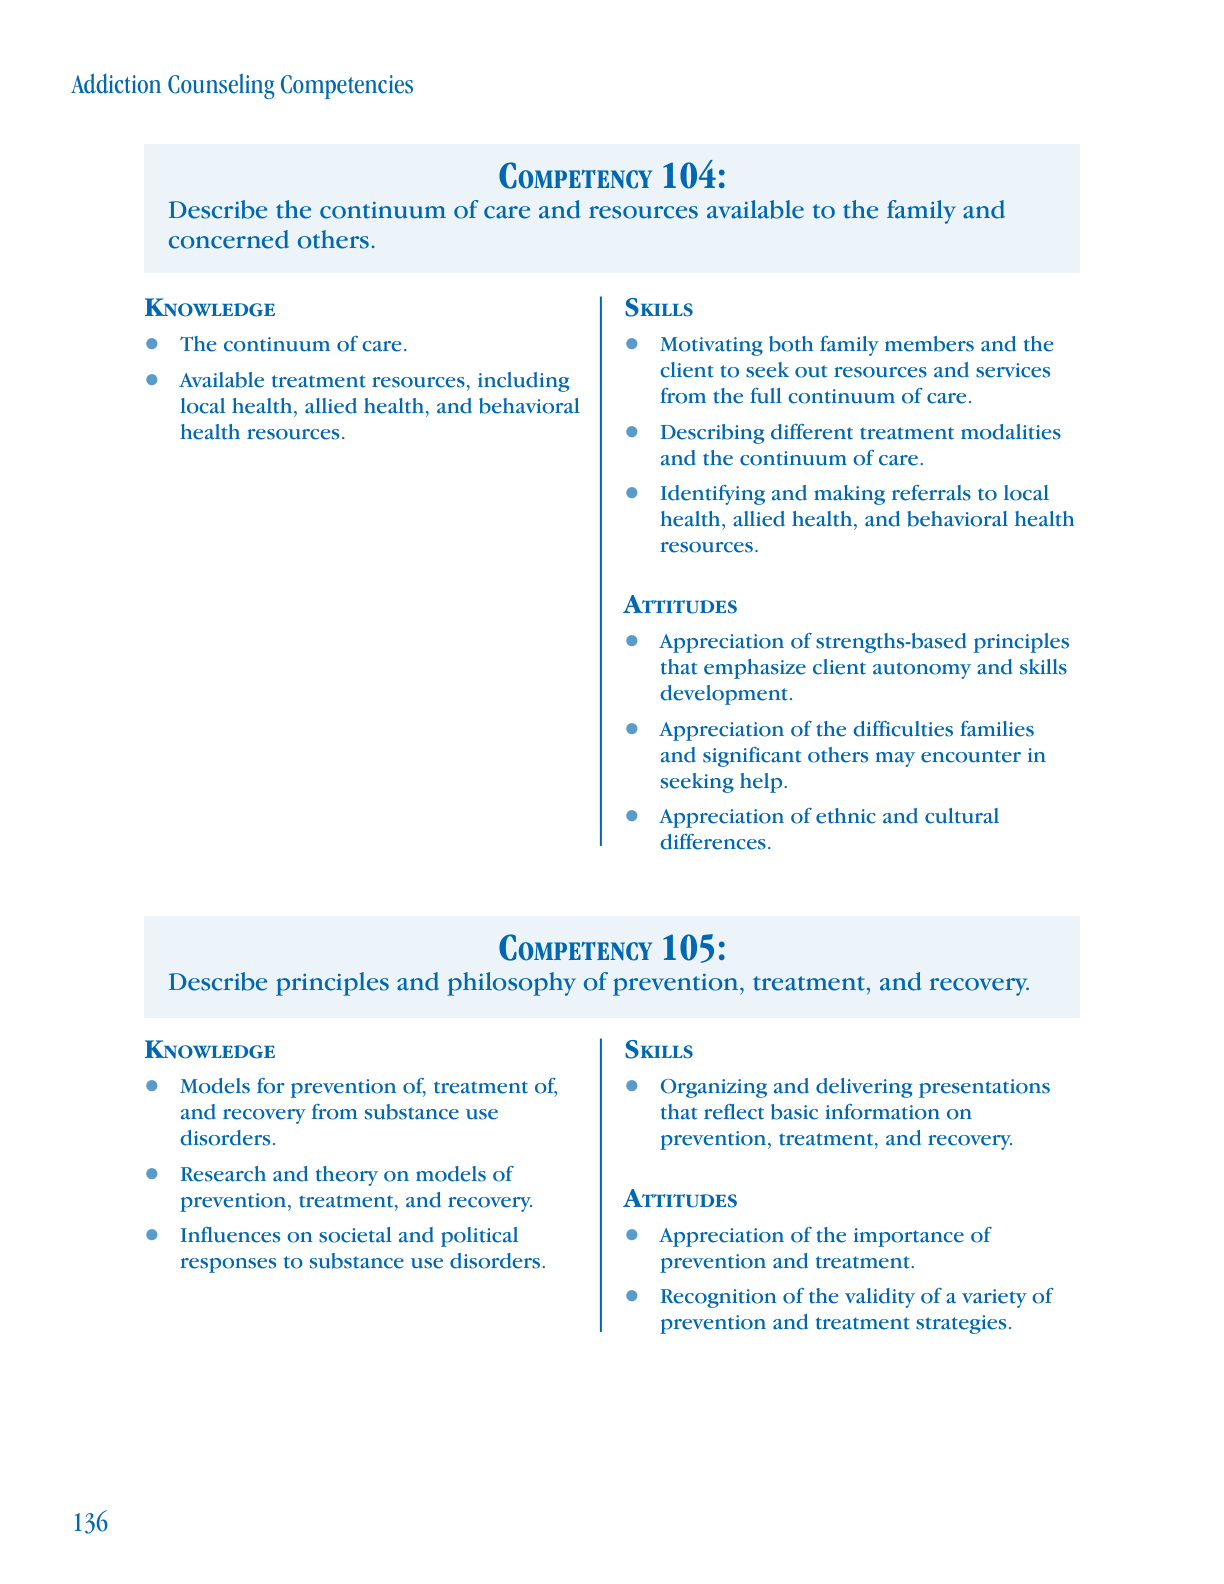 Addiction Counseling Competencies
COMPETENCY 104:
Describe the continuum of care and resources available to the family and
concerned others.
KNOWLEDGE
● The continuum of care.
● Available treatment resources, including
local health, allied health, and behavioral
health resources.
SKILLS
● Motivating both family members and the
client to seek out resources and services
from the full continuum of care.
● Describing different treatment modalities
and the continuum of care.
● Identifying and making referrals to local
health, allied health, and behavioral health
resources.
ATTITUDES
● Appreciation of strengths-based principles
that emphasize client autonomy and skills
development.
● Appreciation of the difficulties families
and significant others may encounter in
seeking help.
● Appreciation of ethnic and cultural
differences.
COMPETENCY 105:
Describe principles and philosophy of prevention, treatment, and recovery.
KNOWLEDGE
● Models for prevention of, treatment of,
and recovery from substance use
disorders.
● Research and theory on models of
prevention, treatment, and recovery.
● Influences on societal and political
responses to substance use disorders.
SKILLS
● Organizing and delivering presentations
that reflect basic information on
prevention, treatment, and recovery.
ATTITUDES
● Appreciation of the importance of
prevention and treatment.
● Recognition of the validity of a variety of
prevention and treatment strategies.
136